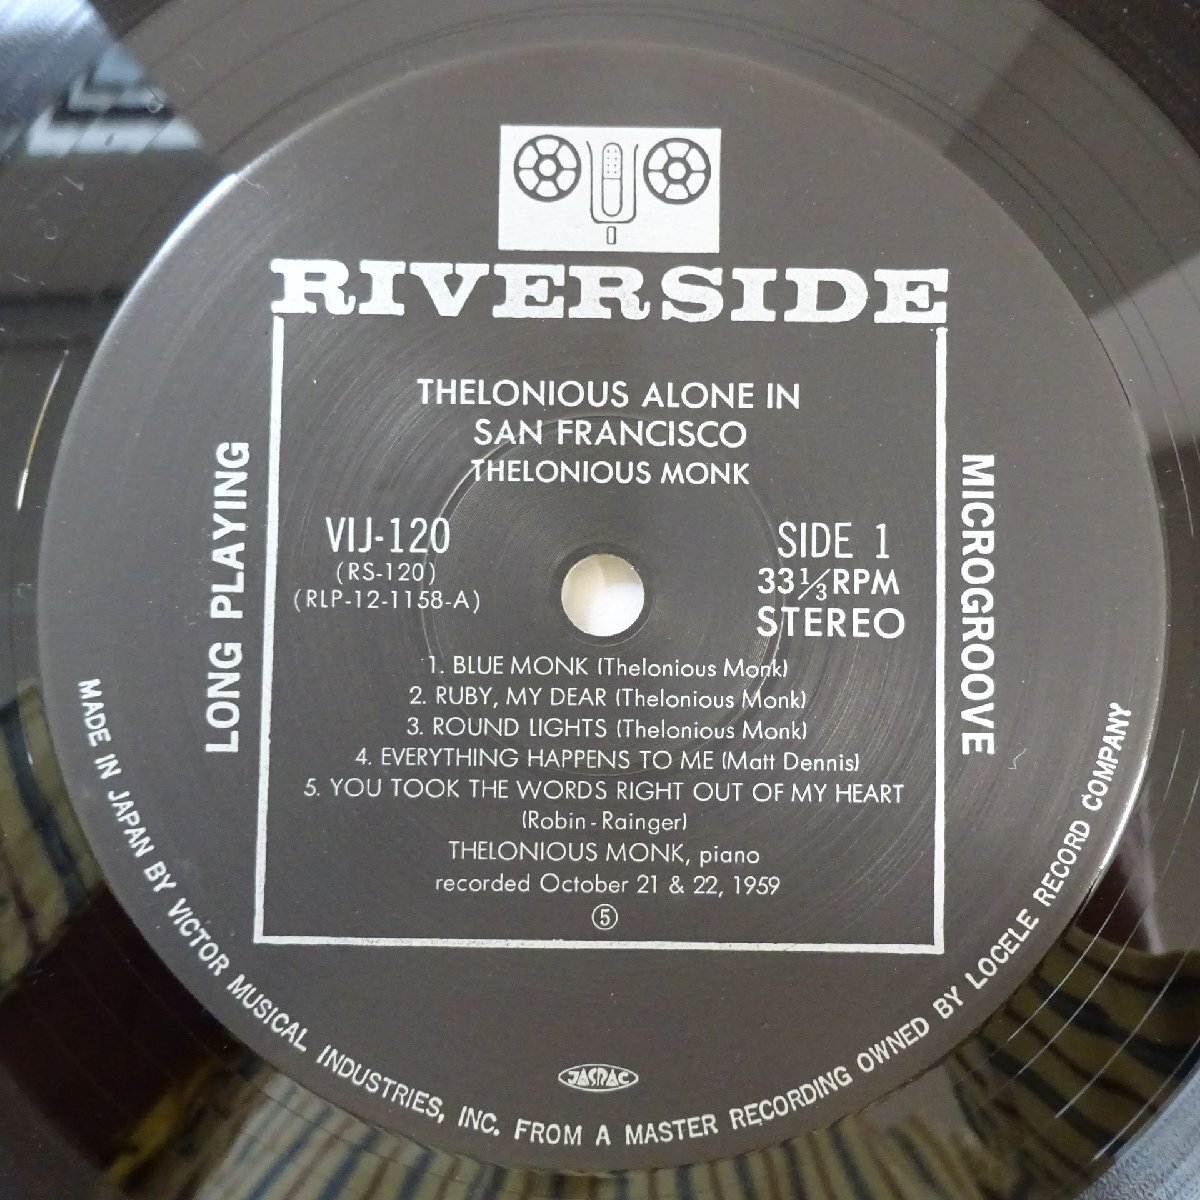 RIVERSIDE
THELONIOUS ALONE IN
SAN FRANCISCO
THELONIOUS MONK
VIJ-120
(RS-120)
(RLP-12-1158-A)
SIDE 1
33 1/3 RPM
STEREO
LONG PLAYING
MICROGROOVE
1. BLUE MONK (Thelonious Monk)
2. RUBY, MY DEAR (Thelonious Monk)
3. ROUND LIGHTS (Thelonious Monk)
4. EVERYTHING HAPPENS TO ME (Matt Dennis)
5. YOU TOOK THE WORDS RIGHT OUT OF MY HEART
(Robin-Rainger)
THELONIOUS MONK, piano
recorded October 21 & 22, 1959
⑤
JASRAC
MADE IN JAPAN BY VICTOR MUSICAL INDUSTRIES, INC. FROM A MASTER RECORDING OWNED BY LOCELE RECORD COMPANY